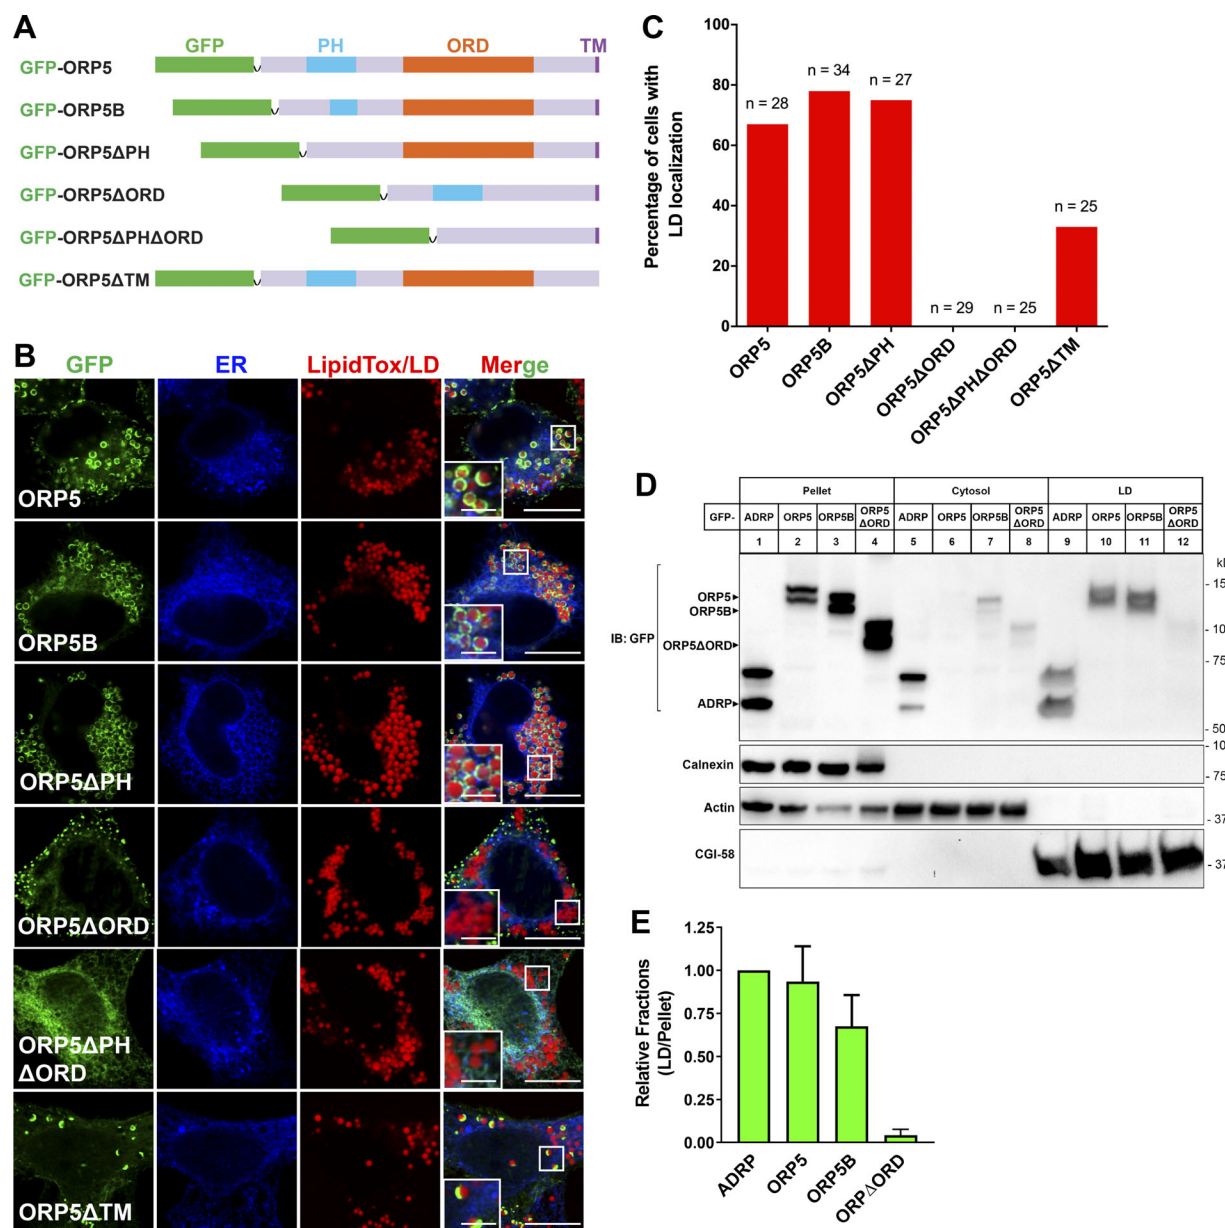 A
GFP PH ORD TM
GFP-ORP5
GFP-ORP5B
GFP-ORP5ΔPH
GFP-ORP5ΔORD
GFP-ORP5ΔPHΔORD
GFP-ORP5ΔTM
B
GFP ER LipidTox/LD Merge
ORP5
ORP5B
ORP5ΔPH
ORP5ΔORD
ORP5ΔPH
ΔORD
ORP5ΔTM
C
Percentage of cells with
LD localization
100
80
60
40
20
0
n = 28
n = 34
n = 27
n = 29
n = 25
n = 25
ORP5
ORP5B
ORP5ΔPH
ORP5ΔORD
ORP5ΔPHΔORD
ORP5ΔTM
D
Pellet Cytosol LD
GFP- ADRP ORP5 ORP5B ORP5 ΔORD ADRP ORP5 ORP5B ORP5 ΔORD ADRP ORP5 ORP5B ORP5 ΔORD
1 2 3 4 5 6 7 8 9 10 11 12
IB: GFP
ORP5
ORP5B
ORP5ΔORD
ADRP
- 75
- 50
Calnexin
75
Actin
- 37
CGI-58
- 37
E
Relative Fractions
(LD/Pellet)
1.25
1.00
0.75
0.50
0.25
0.00
ADRP
ORP5
ORP5B
ORPΔORD